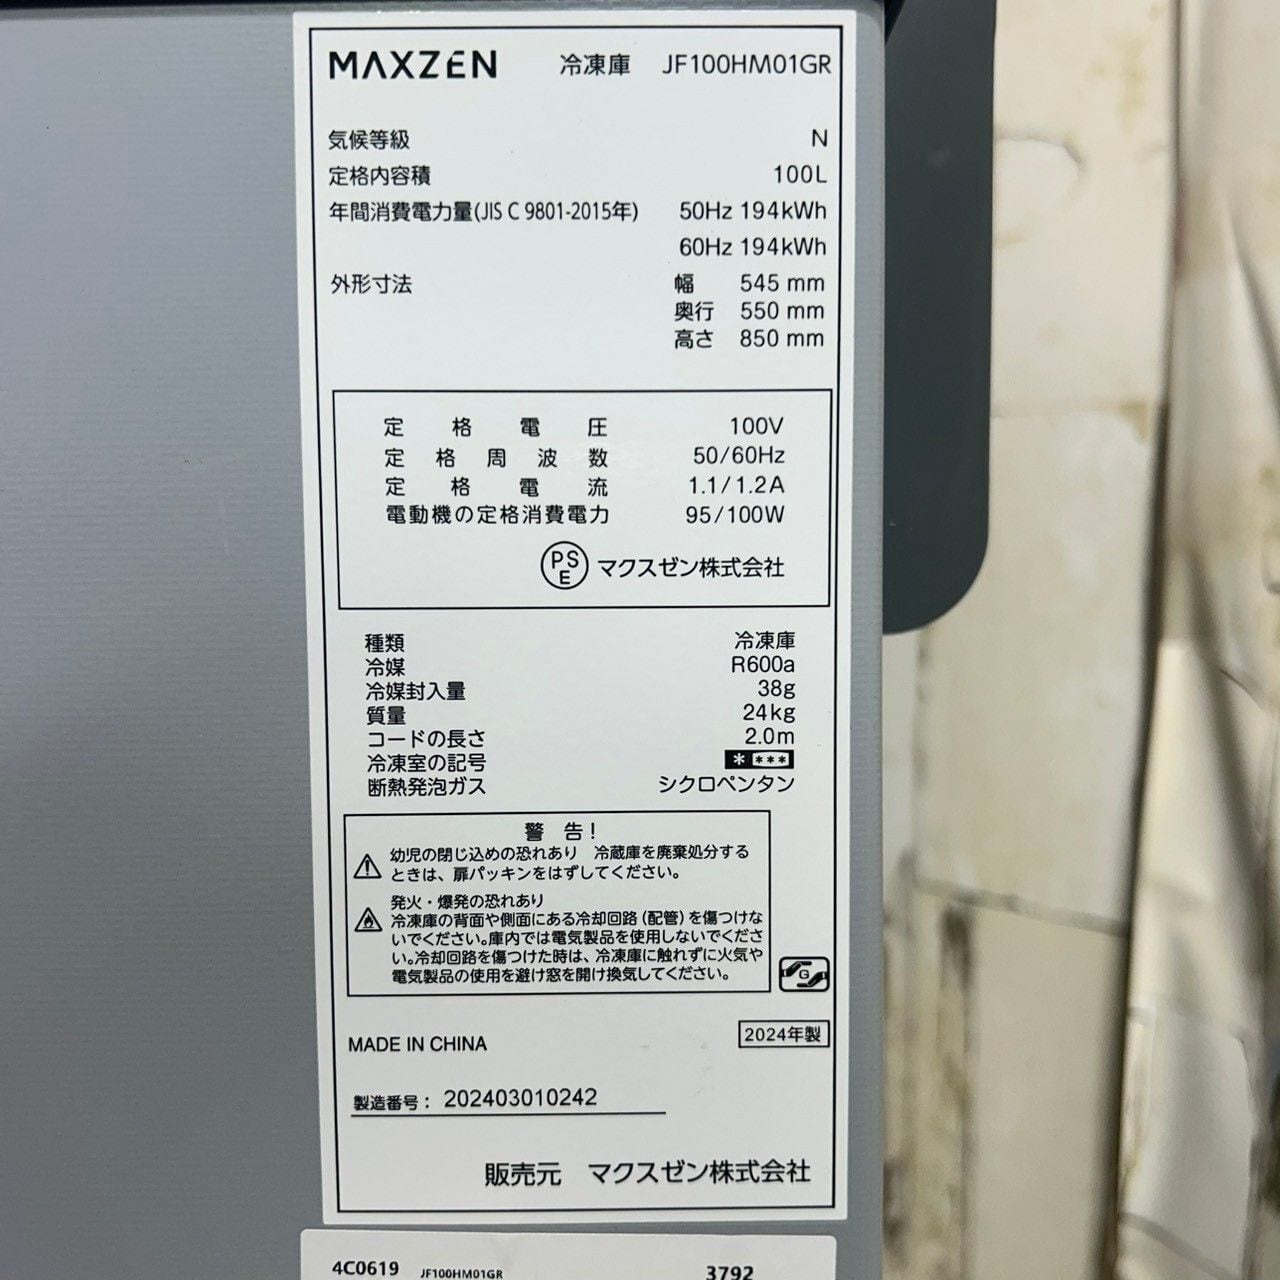 MAXZEN 冷凍庫 JF100HM01GR
気候等級 N
定格内容積 100L
年間消費電力量(JIS C 9801-2015年) 50Hz 194kWh
60Hz 194kWh
外形寸法 幅 545 mm
奥行 550 mm
高さ 850 mm
定格電圧 100V
定格周波数 50/60Hz
定格電流 1.1/1.2A
電動機の定格消費電力 95/100W
PSE マクスゼン株式会社
種類 冷凍庫
冷媒 R600a
冷媒封入量 38g
質量 24kg
コードの長さ 2.0m
冷凍室の記号 * ***
断熱発泡ガス シクロペンタン
警告!
幼児の閉じ込めの恐れあり 冷蔵庫を廃棄処分する
ときは、扉パッキンをはずしてください。
発火・爆発の恐れあり
冷凍庫の背面や側面にある冷却回路(配管)を傷つけな
いでください。庫内では電気製品を使用しないでくださ
い。冷却回路を傷つけた時は、冷凍庫に触れずに火気や
電気製品の使用を避け窓を開け換気してください。
G
MADE IN CHINA 2024年製
製造番号: 202403010242
販売元 マクスゼン株式会社
4C0619 JF100HM01GR 3792